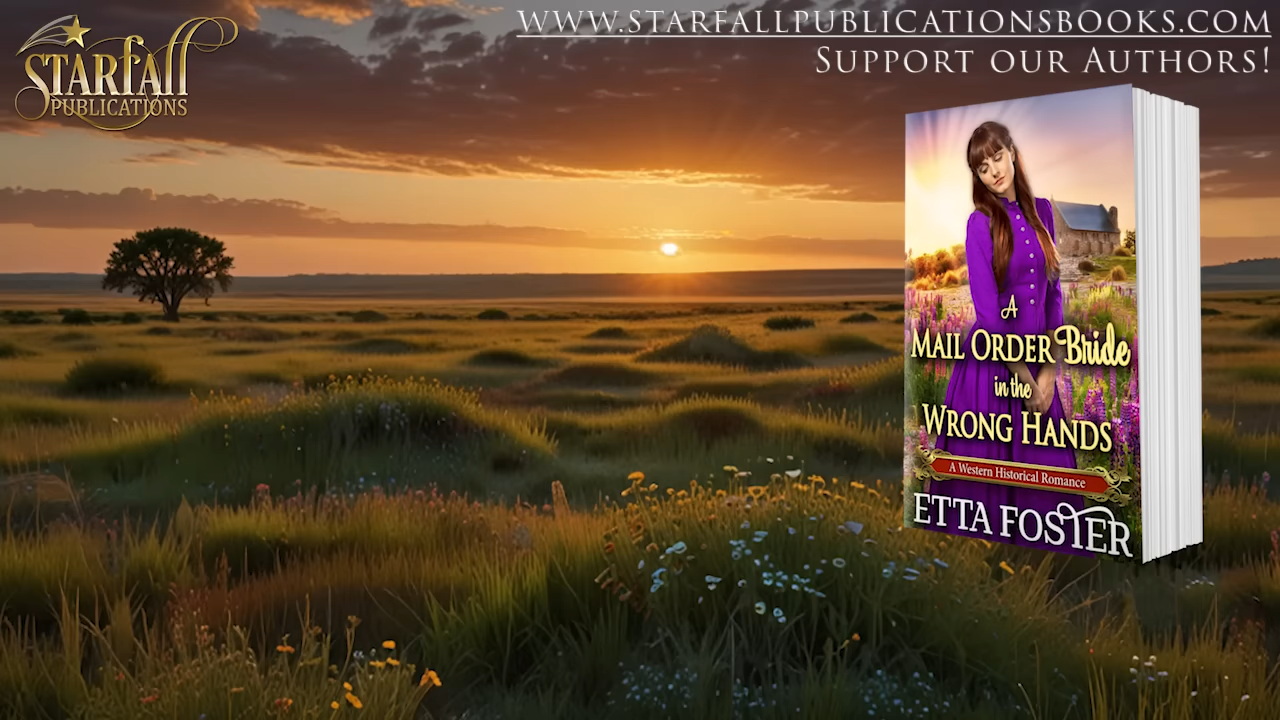 STARfall
PUBLICATIONS
WWW.STARFALLPUBLICATIONSBOOKS.COM
SUPPORT OUR AUTHORS!
A
MAIL ORDER Bride
in the
WRONG HANDS
A Western Historical Romance
ETTA FOSTER